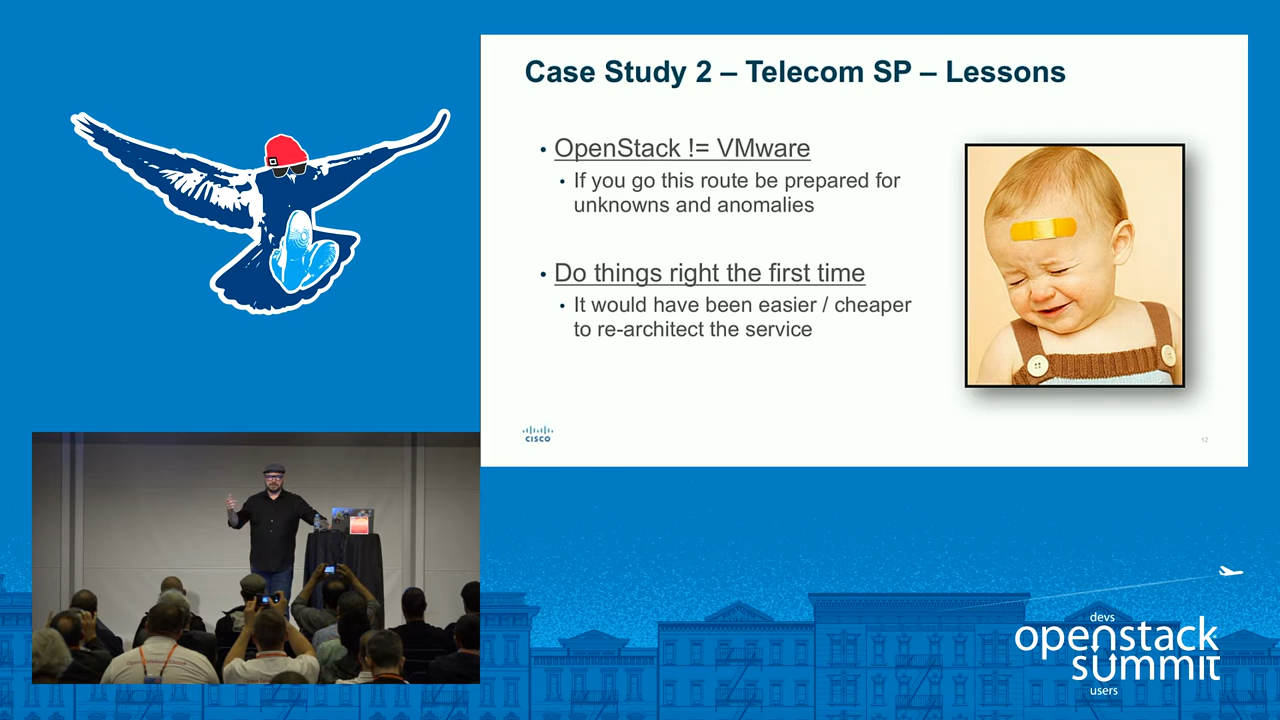 Case Study 2 – Telecom SP – Lessons
• OpenStack != VMware
• If you go this route be prepared for
unknowns and anomalies
• Do things right the first time
• It would have been easier / cheaper
to re-architect the service
CISCO
12
devs
openstack
summit
users